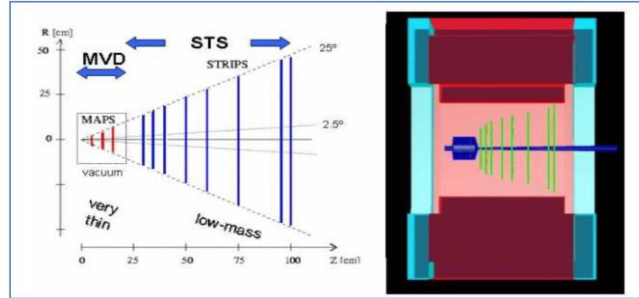 R [cm]
50
25
0
MVD
STS
STRIPS
MAPS
vacuum
very
thin
low-mass
25°
2.5°
0
25
50
75
100
Z [cm]